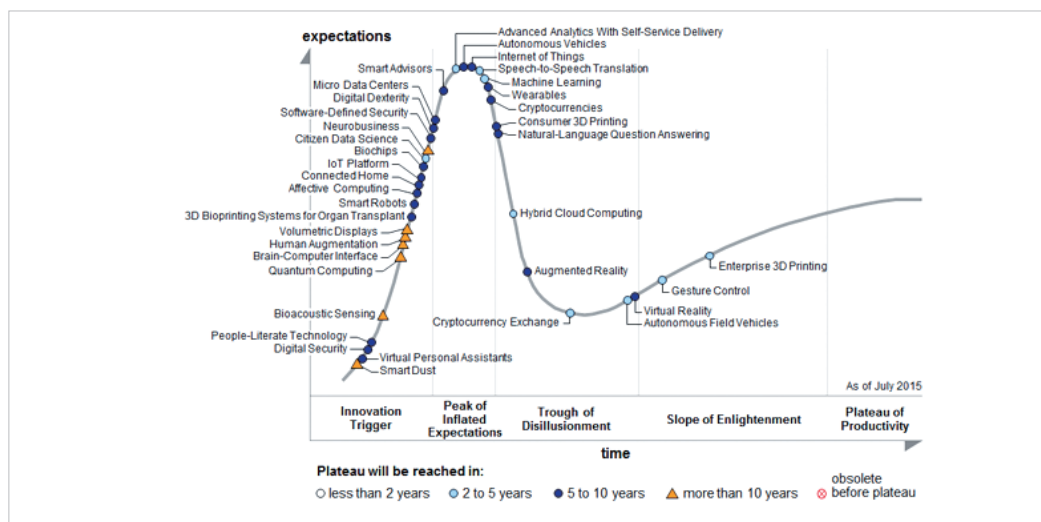 expectations
Advanced Analytics With Self-Service Delivery
Autonomous Vehicles
Internet of Things
Speech-to-Speech Translation
Machine Learning
Wearables
Cryptocurrencies
Consumer 3D Printing
Natural-Language Question Answering
Smart Advisors
Micro Data Centers
Digital Dexterity
Software-Defined Security
Neurobusiness
Citizen Data Science
Biochips
IoT Platform
Connected Home
Affective Computing
Smart Robots
3D Bioprinting Systems for Organ Transplant
Volumetric Displays
Human Augmentation
Brain-Computer Interface
Quantum Computing
Bioacoustic Sensing
People-Literate Technology
Digital Security
Virtual Personal Assistants
Smart Dust
Hybrid Cloud Computing
Augmented Reality
Cryptocurrency Exchange
Enterprise 3D Printing
Gesture Control
Virtual Reality
Autonomous Field Vehicles
As of July 2015
Innovation
Trigger
Peak of
Inflated
Expectations
Trough of
Disillusionment
Slope of Enlightenment
Plateau of
Productivity
time
Plateau will be reached in:
less than 2 years
2 to 5 years
5 to 10 years
more than 10 years
obsolete
before plateau